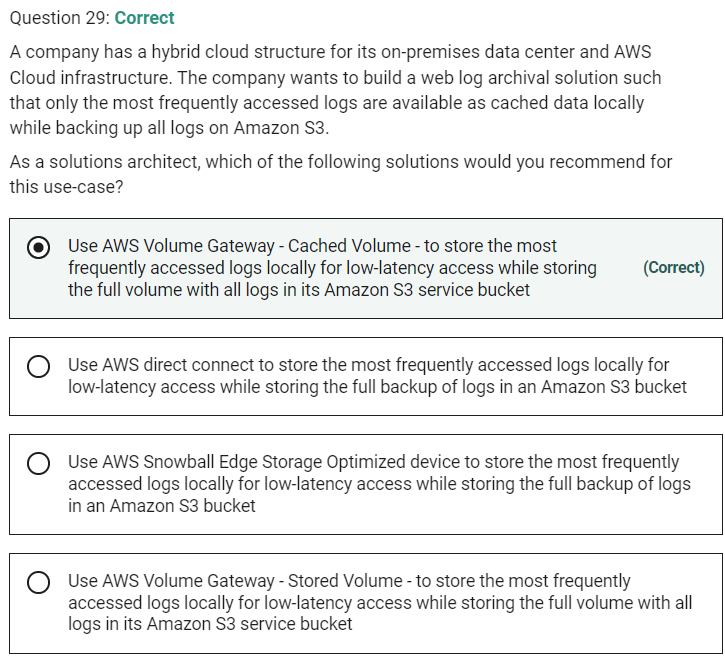 Question 29: Correct
A company has a hybrid cloud structure for its on-premises data center and AWS
Cloud infrastructure. The company wants to build a web log archival solution such
that only the most frequently accessed logs are available as cached data locally
while backing up all logs on Amazon S3.
As a solutions architect, which of the following solutions would you recommend for
this use-case?
Use AWS Volume Gateway - Cached Volume - to store the most
frequently accessed logs locally for low-latency access while storing
the full volume with all logs in its Amazon S3 service bucket
(Correct)
Use AWS direct connect to store the most frequently accessed logs locally for
low-latency access while storing the full backup of logs in an Amazon S3 bucket
Use AWS Snowball Edge Storage Optimized device to store the most frequently
accessed logs locally for low-latency access while storing the full backup of logs
in an Amazon S3 bucket
Use AWS Volume Gateway - Stored Volume - to store the most frequently
accessed logs locally for low-latency access while storing the full volume with all
logs in its Amazon S3 service bucket